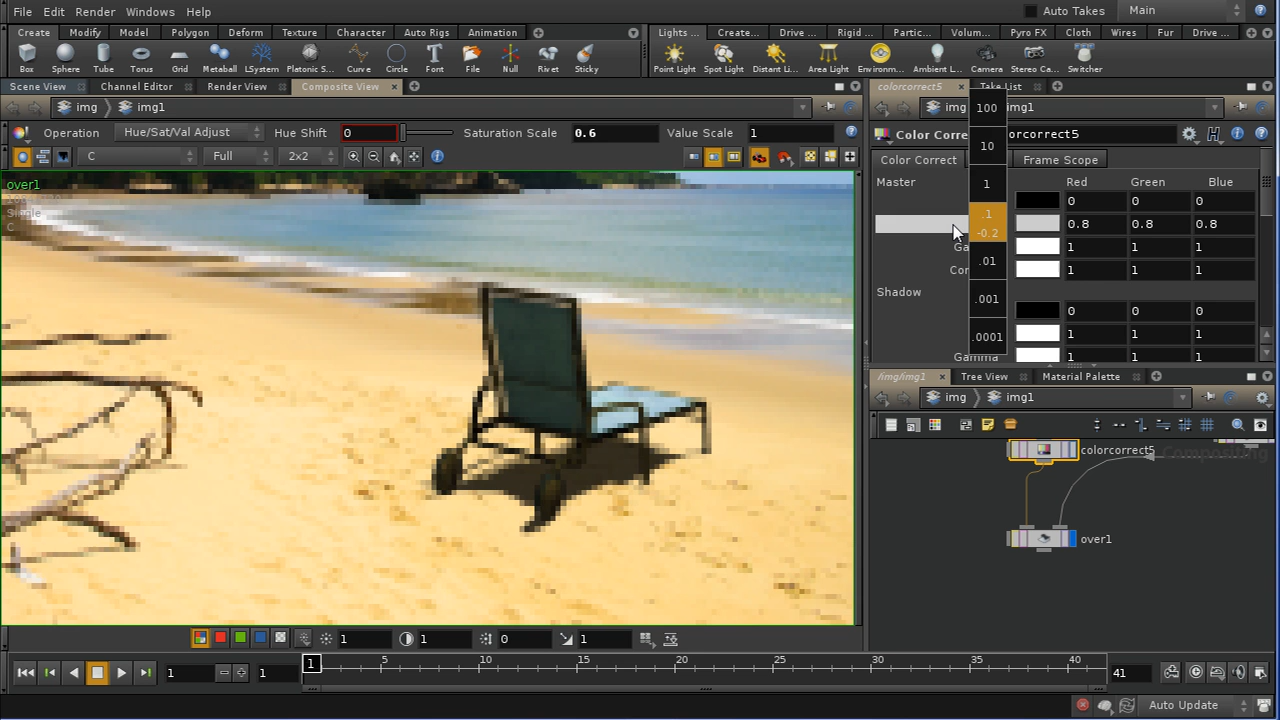 File Edit Render Windows Help Auto Takes Main
Create Modify Model Polygon Deform Texture Character Auto Rigs Animation Lights ... Create... Drive ... Rigid ... Partic... Volum... Pyro FX Cloth Wires Fur Drive ...
Box Sphere Tube Torus Grid Metaball LSystem Platonic S... Curve Circle Font File Null Rivet Sticky Point Light Spot Light Distant Li... Area Light Environm... Ambient L... Camera Stereo Ca... Switcher
Scene View Channel Editor Render View Composite View colorcorrect5 Take List
img img1 img img1
100
Operation Hue/Sat/Val Adjust Hue Shift 0 Saturation Scale 0.6 Value Scale 1 Color Corre orcorrect5
10
C Full 2x2 Color Correct Frame Scope
over1 Master 1 Red Green Blue
Single 0 0 0
C .1 0.8 0.8 0.8
-0.2
Ga 1 1 1
.01
Con 1 1 1
Shadow .001
0 0 0
.0001 1 1 1
Gamma 1 1 1
/img/img1 Tree View Material Palette
img img1
colorcorrect5 Compositing
over1
1 1 0 1
1 1 1 5 10 15 20 25 30 35 40 41
Auto Update